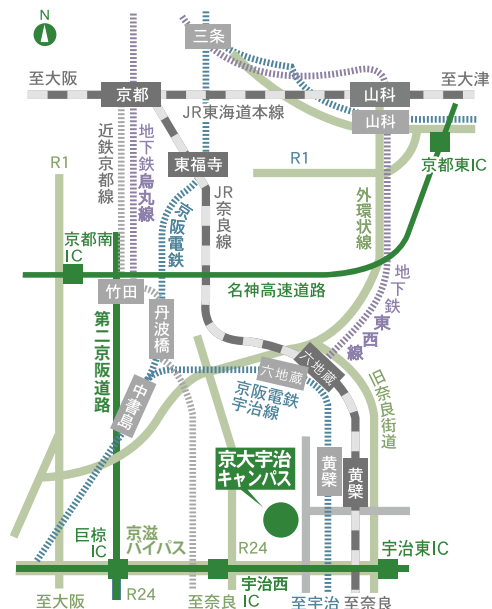 N
三条
至大阪
京都
山科
至大津
JR東海道本線
山科
京都東IC
近鉄京都線
地下鉄烏丸線
東福寺
R1
R1
JR奈良線
外環状線
京阪電鉄
京都南
IC
竹田
名神高速道路
地下鉄東西線
丹波橋
第二京阪道路
六地蔵
六地蔵
中書島
京阪電鉄
宇治線
旧奈良街道
京大宇治
キャンパス
黄檗
黄檗
巨椋
IC
京滋
バイパス
R24
宇治東IC
至大阪
R24
至奈良
宇治西
IC
至宇治
至奈良